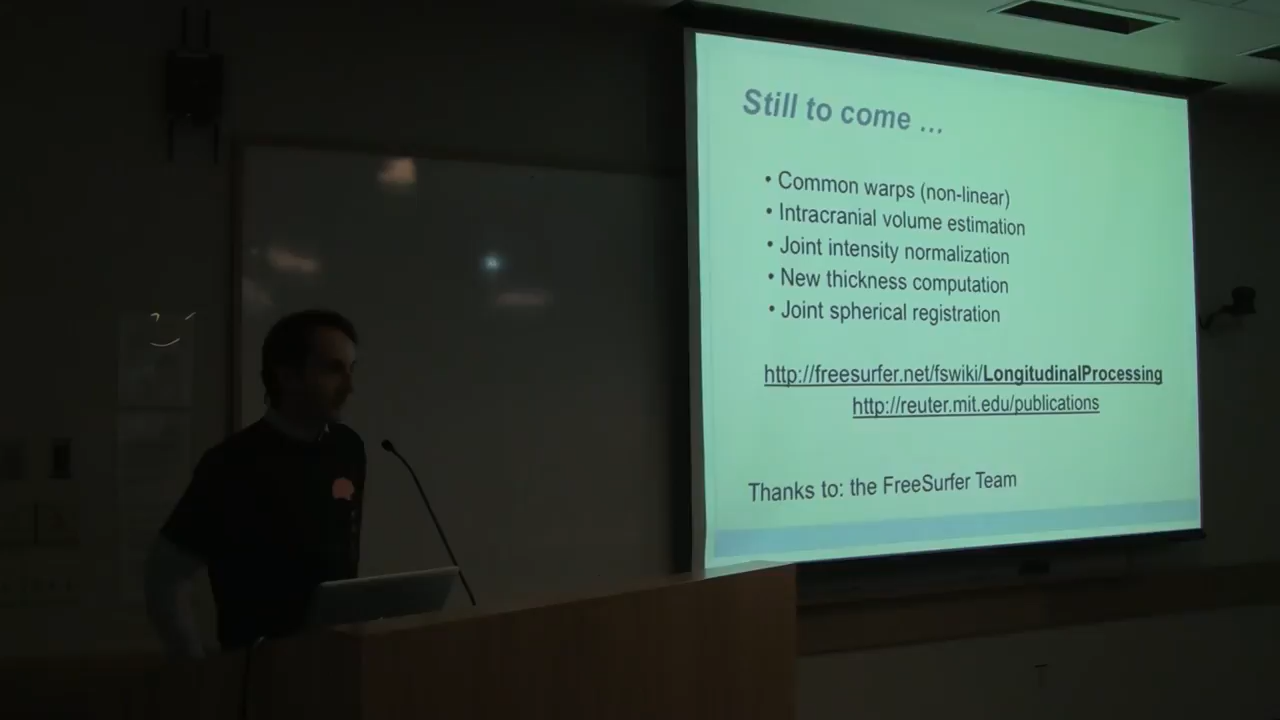 Still to come ...
• Common warps (non-linear)
• Intracranial volume estimation
• Joint intensity normalization
• New thickness computation
• Joint spherical registration
http://freesurfer.net/fswiki/LongitudinalProcessing
http://reuter.mit.edu/publications
Thanks to: the FreeSurfer Team